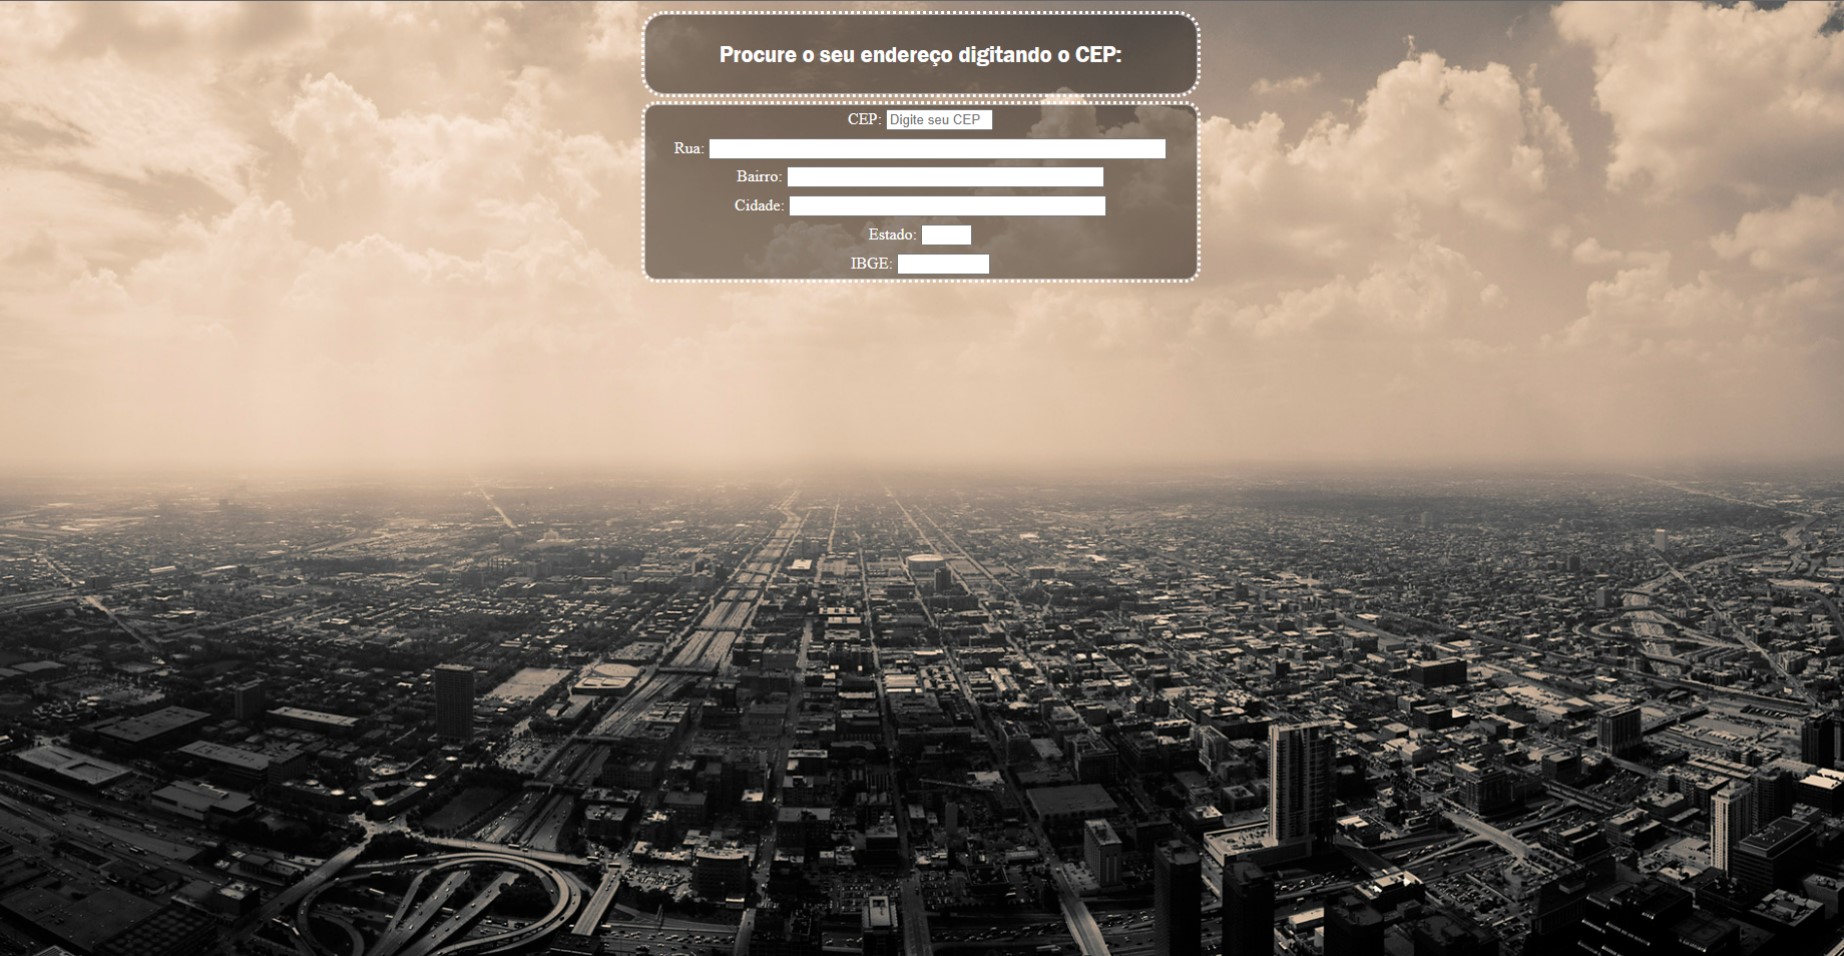 Procure o seu endereço digitando o CEP:
CEP: Digite seu CEP
Rua:
Bairro:
Cidade:
Estado:
IBGE: